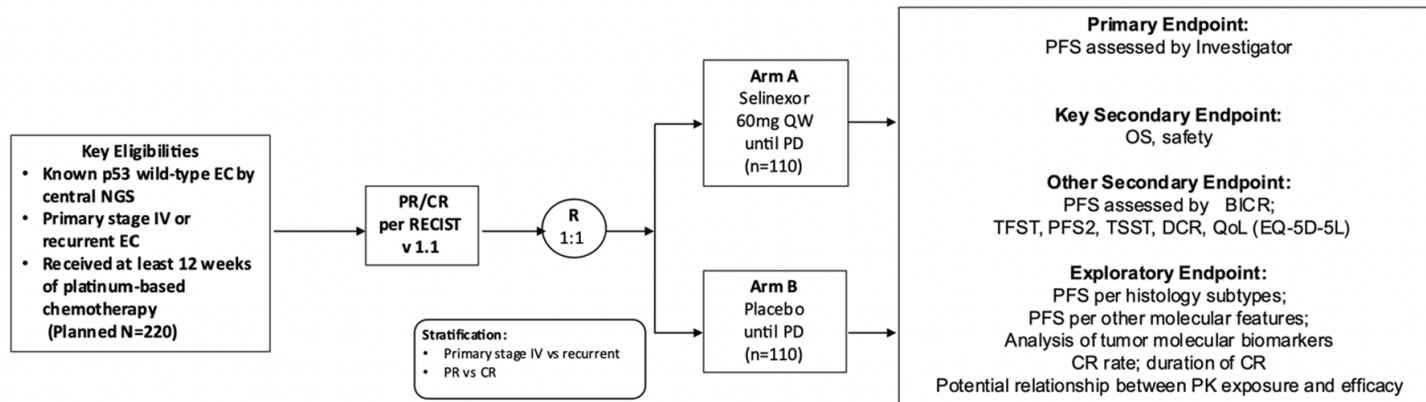 Key Eligibilities
• Known p53 wild-type EC by
central NGS
• Primary stage IV or
recurrent EC
• Received at least 12 weeks
of platinum-based
chemotherapy
(Planned N=220)
PR/CR
per RECIST
v 1.1
R
1:1
Stratification:
• Primary stage IV vs recurrent
• PR vs CR
Arm A
Selinexor
60mg QW
until PD
(n=110)
Arm B
Placebo
until PD
(n=110)
Primary Endpoint:
PFS assessed by Investigator
Key Secondary Endpoint:
OS, safety
Other Secondary Endpoint:
PFS assessed by BICR;
TFST, PFS2, TSST, DCR, QoL (EQ-5D-5L)
Exploratory Endpoint:
PFS per histology subtypes;
PFS per other molecular features;
Analysis of tumor molecular biomarkers
CR rate; duration of CR
Potential relationship between PK exposure and efficacy